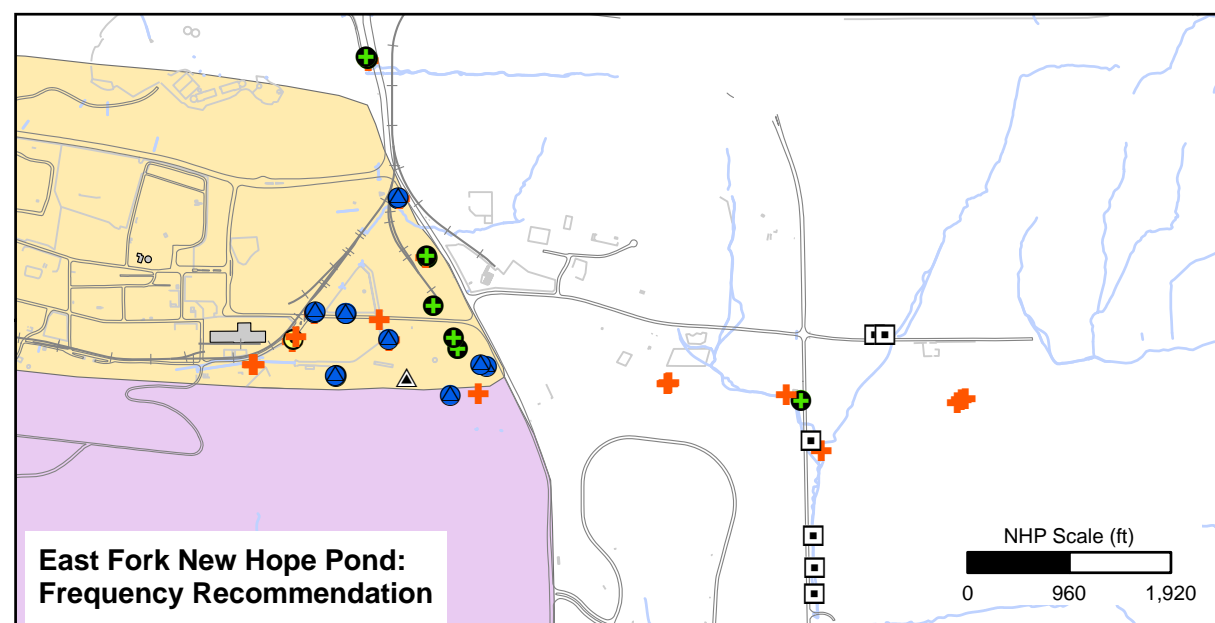 East Fork New Hope Pond:
Frequency Recommendation
NHP Scale (ft)
0 960 1,920